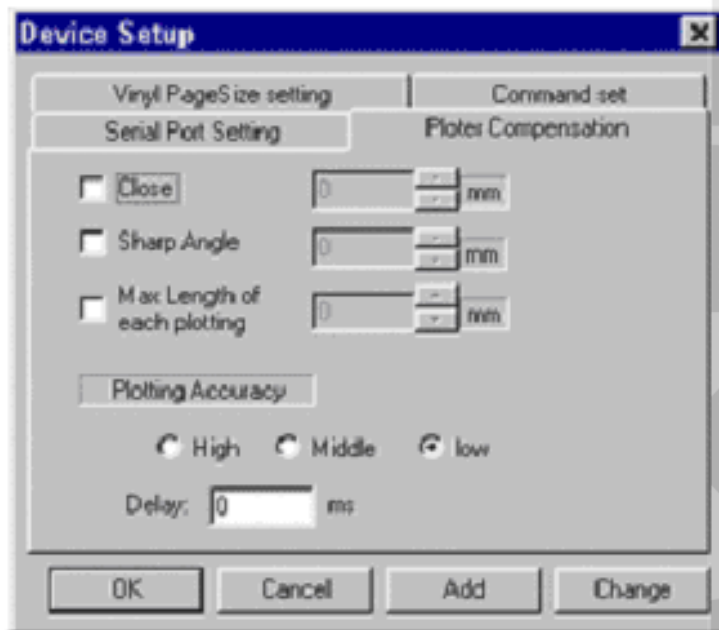 Device Setup
Vinyl PageSize setting
Command set
Serial Port Setting
Ploter Compensation
Close
0
mm
Sharp Angle
0
mm
Max Length of
each plotting
0
mm
Plotting Accuracy
High
Middle
low
Delay:
0
ms
OK
Cancel
Add
Change